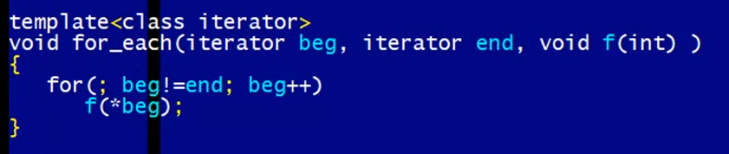 template<class iterator>
void for_each(iterator beg, iterator end, void f(int) )
{
for(; beg!=end; beg++)
f(*beg);
}